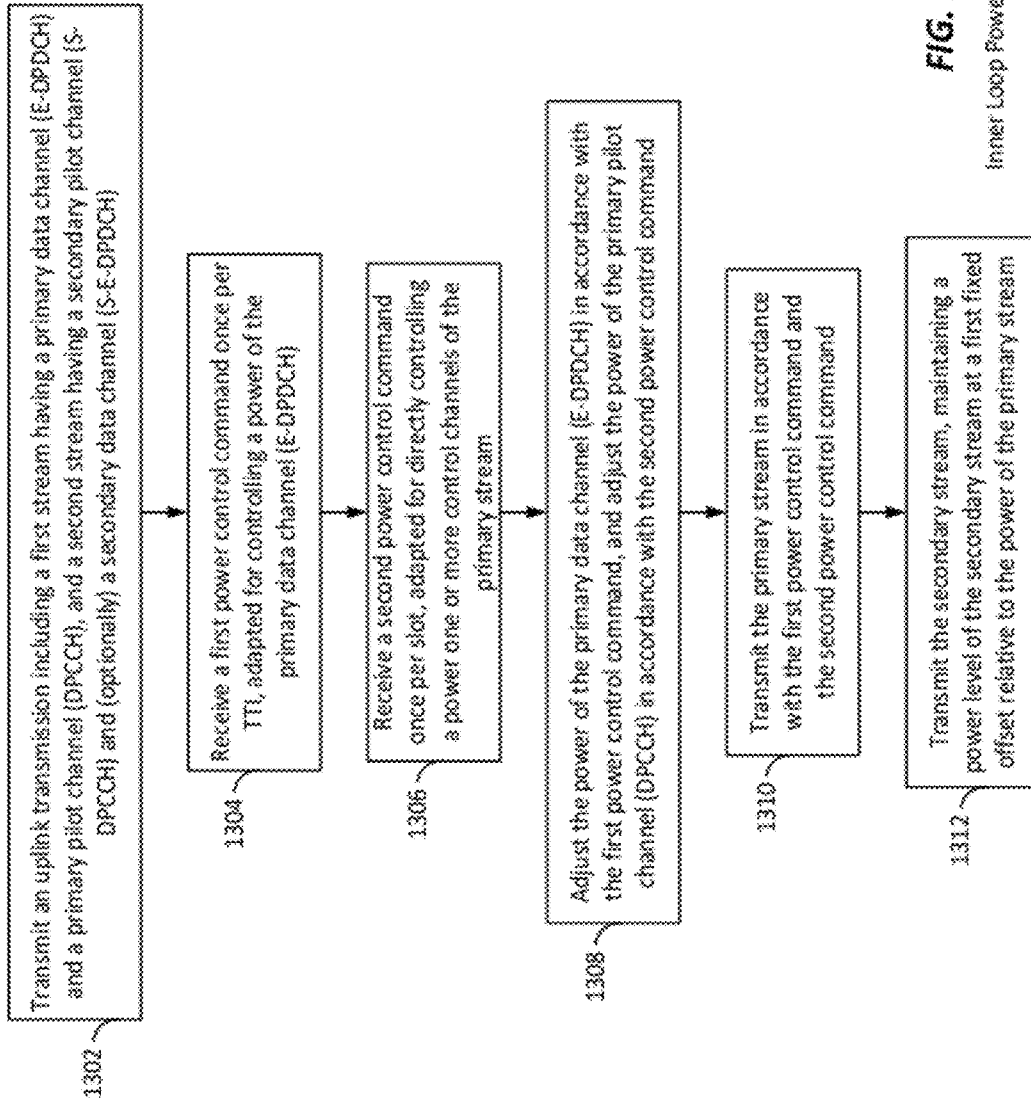 Transmit an uplink transmission including a first stream having a primary data channel (E-DPDCH)
and a primary pilot channel (DPCCH), and a second stream having a secondary pilot channel (S-
DPCCH) and (optionally) a secondary data channel (S-E-DPDCH)
1302
Receive a first power control command once per
TTI, adapted for controlling a power of the
primary data channel (E-DPDCH)
1304
Receive a second power control command
once per slot, adapted for directly controlling
a power one or more control channels of the
primary stream
1306
Adjust the power of the primary data channel (E-DPDCH) in accordance with
the first power control command, and adjust the power of the primary pilot
channel (DPCCH) in accordance with the second power control command
1308
Transmit the primary stream in accordance
with the first power control command and
the second power control command
1310
Transmit the secondary stream, maintaining a
power level of the secondary stream at a first fixed
offset relative to the power of the primary stream
1312
FIG.
Inner Loop